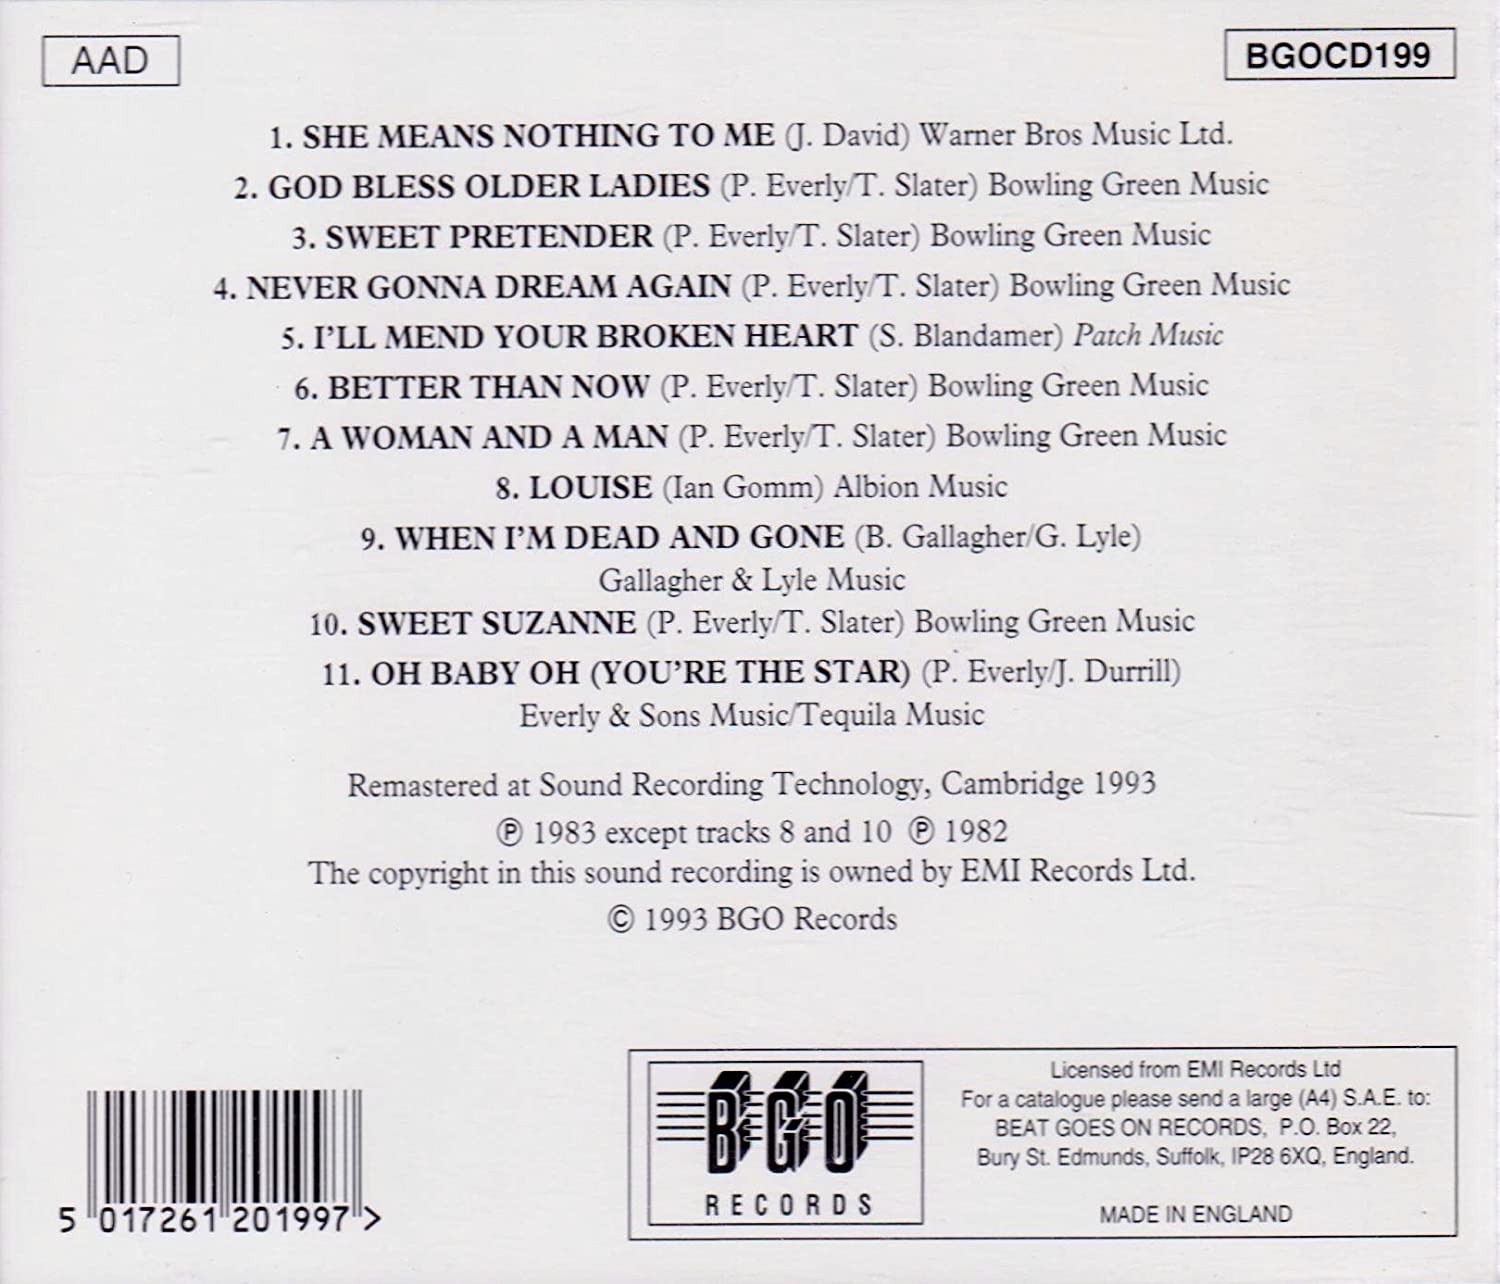 AAD
BGOCD199
1. SHE MEANS NOTHING TO ME (J. David) Warner Bros Music Ltd.
2. GOD BLESS OLDER LADIES (P. Everly/T. Slater) Bowling Green Music
3. SWEET PRETENDER (P. Everly/T. Slater) Bowling Green Music
4. NEVER GONNA DREAM AGAIN (P. Everly/T. Slater) Bowling Green Music
5. I'LL MEND YOUR BROKEN HEART (S. Blandamer) Patch Music
6. BETTER THAN NOW (P. Everly/T. Slater) Bowling Green Music
7. A WOMAN AND A MAN (P. Everly/T. Slater) Bowling Green Music
8. LOUISE (Ian Gomm) Albion Music
9. WHEN I'M DEAD AND GONE (B. Gallagher/G. Lyle)
Gallagher & Lyle Music
10. SWEET SUZANNE (P. Everly/T. Slater) Bowling Green Music
11. OH BABY OH (YOU'RE THE STAR) (P. Everly/J. Durrill)
Everly & Sons Music/Tequila Music
Remastered at Sound Recording Technology, Cambridge 1993
℗ 1983 except tracks 8 and 10 ℗ 1982
The copyright in this sound recording is owned by EMI Records Ltd.
© 1993 BGO Records
5 017261 201997 >
BGO
RECORDS
Licensed from EMI Records Ltd
For a catalogue please send a large (A4) S.A.E. to:
BEAT GOES ON RECORDS, P.O. Box 22,
Bury St. Edmunds, Suffolk, IP28 6XQ, England.
MADE IN ENGLAND